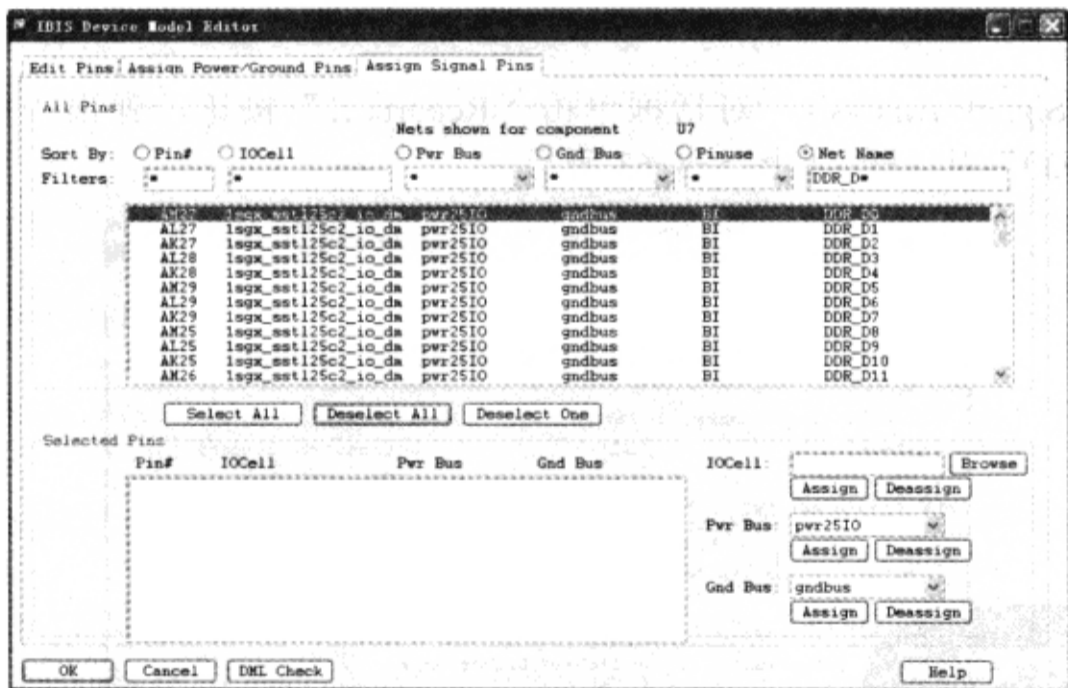 IBIS Device Model Editor
Edit Pins Assign Power/Ground Pins Assign Signal Pins
All Pins
Nets shown for component U7
Sort By: Pin# IOCell Pwr Bus Gnd Bus Pinuse Net Name
Filters * * * * * DDR_D*
AM27 1sgx_sstl25c2_io_dm pwr25IO gndbus BI DDR_D0
AL27 1sgx_sstl25c2_io_dm pwr25IO gndbus BI DDR_D1
AK27 1sgx_sstl25c2_io_dm pwr25IO gndbus BI DDR_D2
AL28 1sgx_sstl25c2_io_dm pwr25IO gndbus BI DDR_D3
AK28 1sgx_sstl25c2_io_dm pwr25IO gndbus BI DDR_D4
AM29 1sgx_sstl25c2_io_dm pwr25IO gndbus BI DDR_D5
AL29 1sgx_sstl25c2_io_dm pwr25IO gndbus BI DDR_D6
AK29 1sgx_sstl25c2_io_dm pwr25IO gndbus BI DDR_D7
AM25 1sgx_sstl25c2_io_dm pwr25IO gndbus BI DDR_D8
AL25 1sgx_sstl25c2_io_dm pwr25IO gndbus BI DDR_D9
AK25 1sgx_sstl25c2_io_dm pwr25IO gndbus BI DDR_D10
AM26 1sgx_sstl25c2_io_dm pwr25IO gndbus BI DDR_D11
Select All Deselect All Deselect One
Selected Pins
Pin# IOCell Pwr Bus Gnd Bus
IOCell: Browse
Assign Deassign
Pwr Bus: pwr25IO
Assign Deassign
Gnd Bus: gndbus
Assign Deassign
OK Cancel DML Check Help